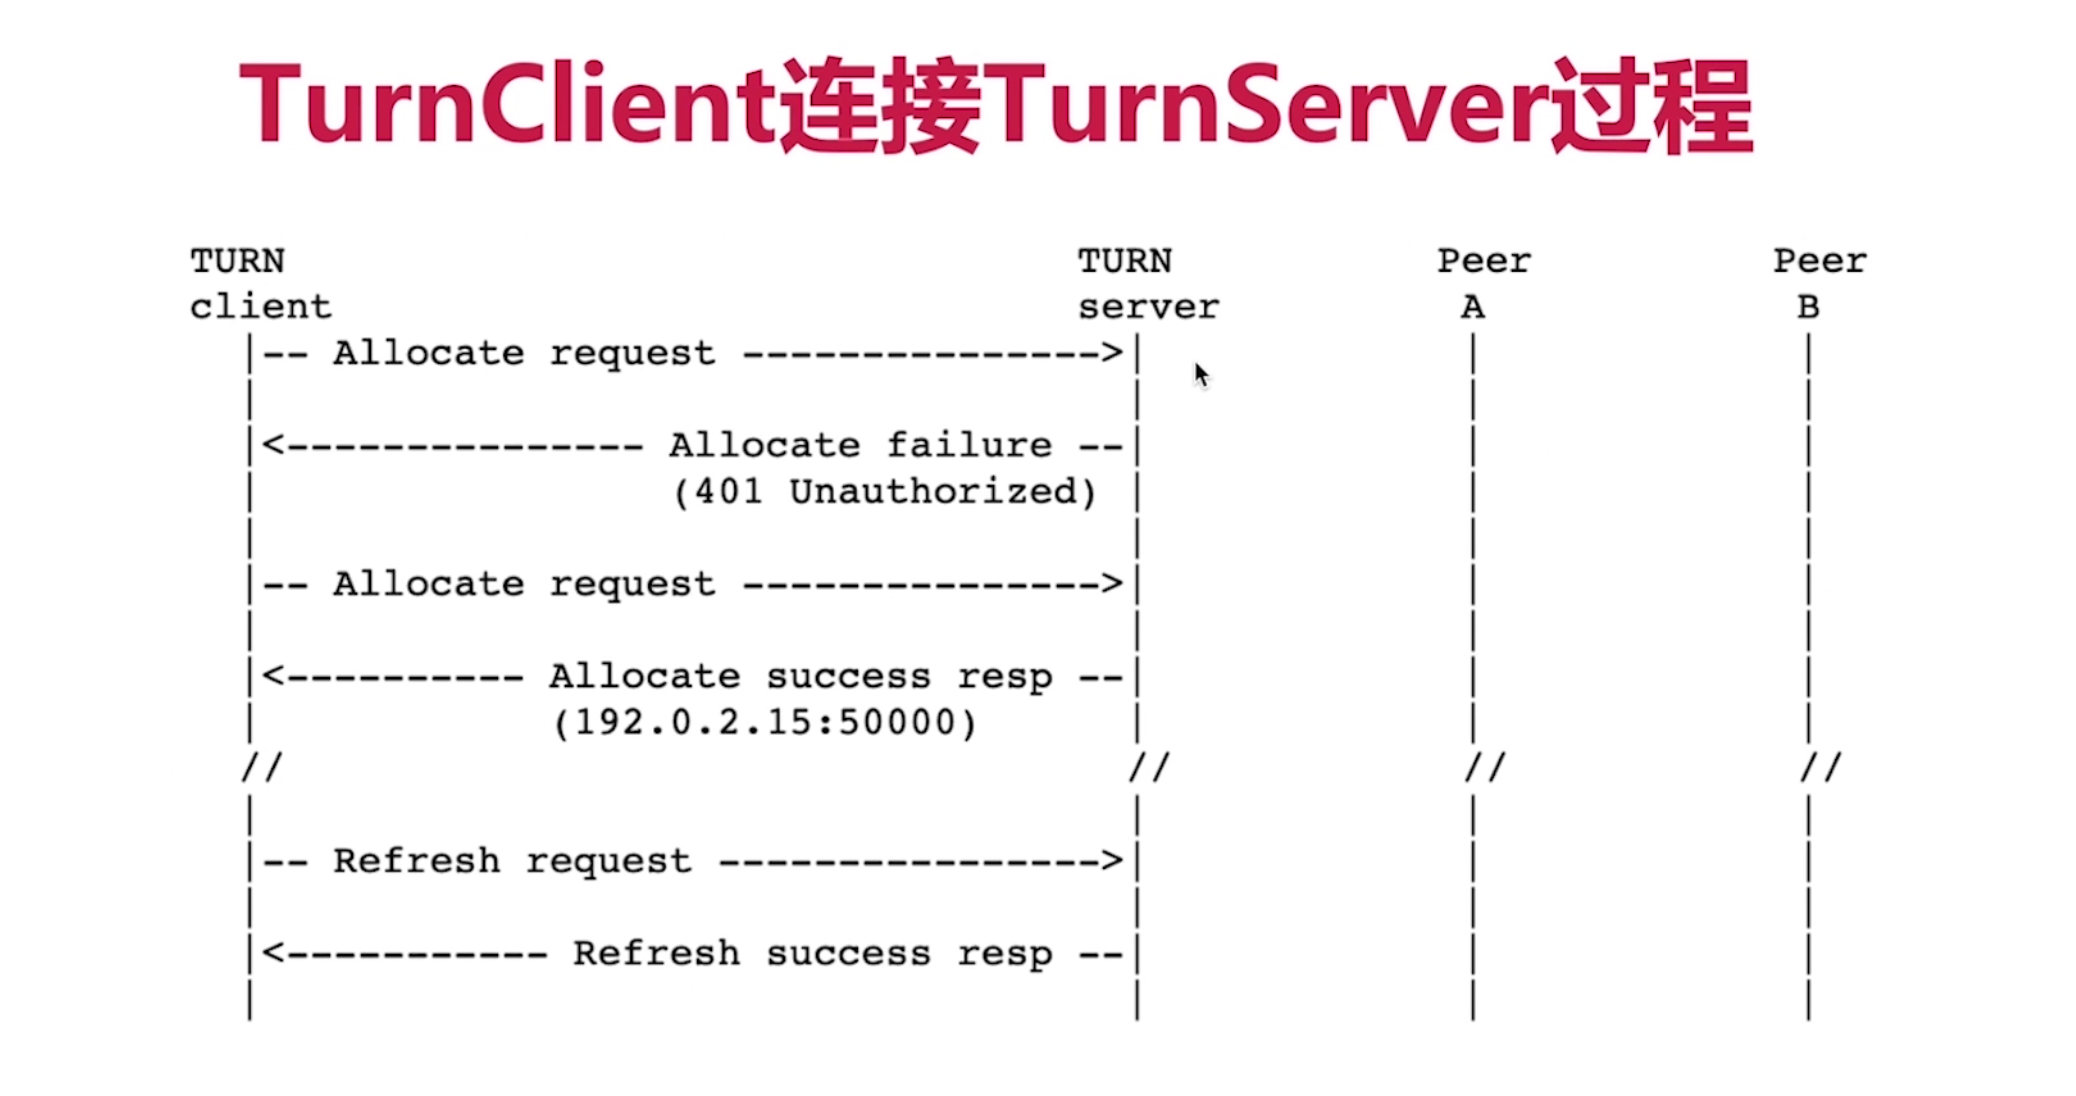 TurnClient连接TurnServer过程
TURN TURN Peer Peer
client server A B
|-- Allocate request --------------->| | |
| | | |
|<--------------- Allocate failure --| | |
| (401 Unauthorized) | | |
| | | |
|-- Allocate request --------------->| | |
| | | |
|<---------- Allocate success resp --| | |
| (192.0.2.15:50000) | | |
// // // //
| | | |
|-- Refresh request ---------------->| | |
| | | |
|<----------- Refresh success resp --| | |
| | | |